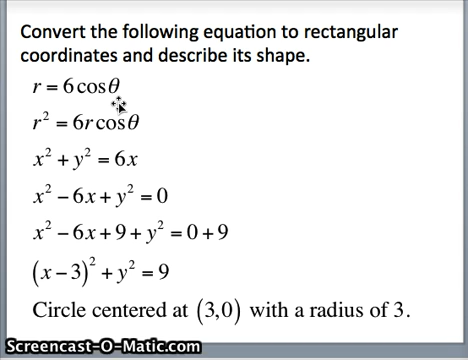 Convert the following equation to rectangular
coordinates and describe its shape.
r = 6cosθ
r² = 6r cosθ
x² + y² = 6x
x² − 6x + y² = 0
x² − 6x + 9 + y² = 0 + 9
(x − 3)² + y² = 9
Circle centered at (3,0) with a radius of 3.
Screencast-O-Matic.com